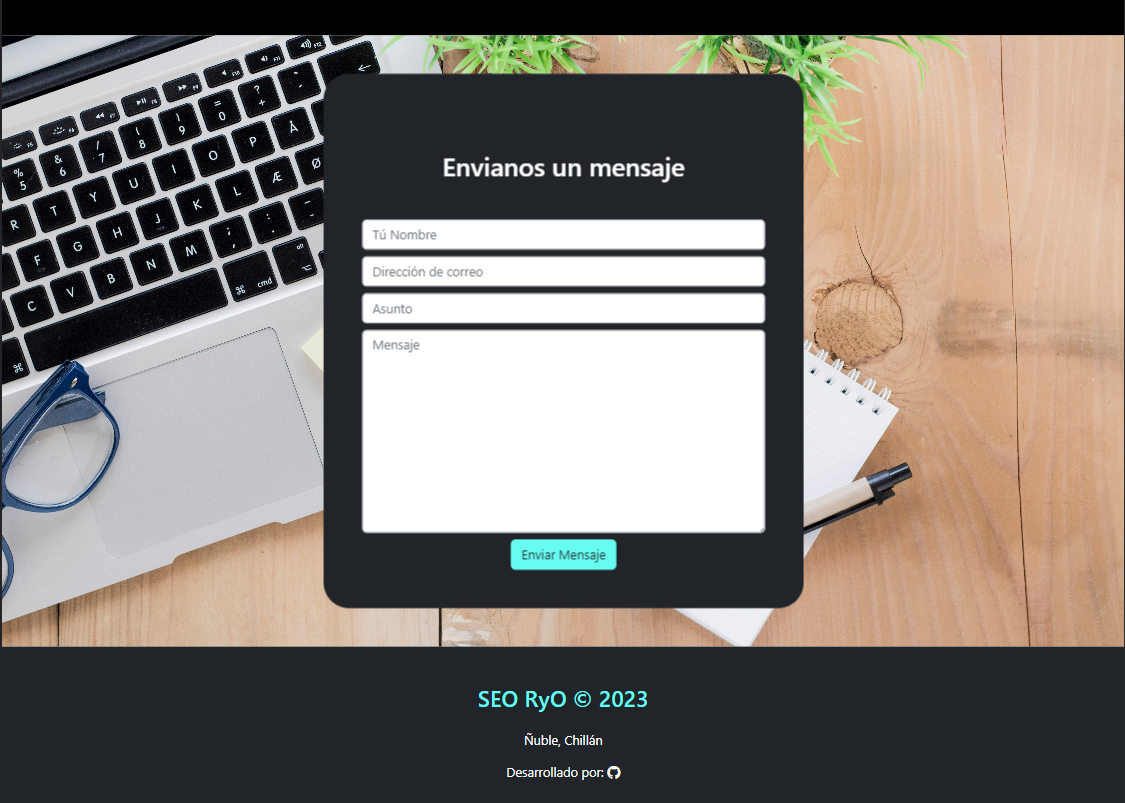 Envianos un mensaje
Tú Nombre
Dirección de correo
Asunto
Mensaje
Enviar Mensaje
SEO RyO © 2023
Ñuble, Chillán
Desarrollado por: